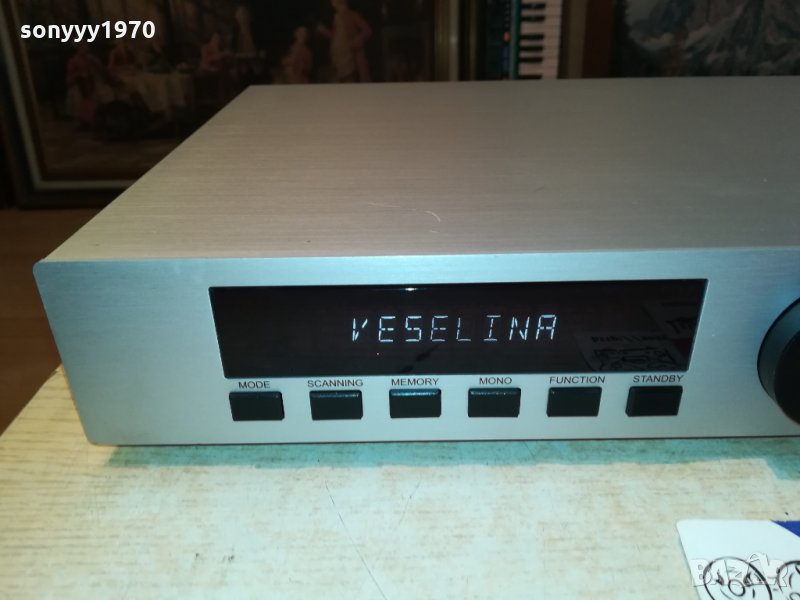 sonyyy1970
VESELINA
MODE SCANNING MEMORY MONO FUNCTION STANDBY